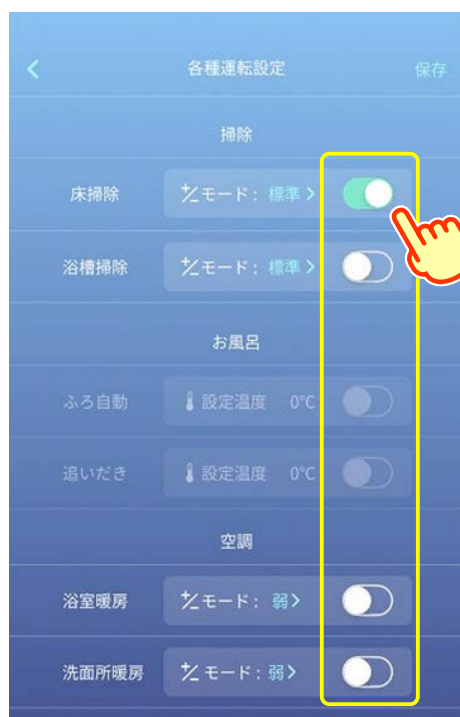 各種運転設定 保存
掃除
床掃除 モード： 標準
浴槽掃除 モード： 標準
お風呂
ふろ自動 設定温度 0℃
追いだき 設定温度 0℃
空調
浴室暖房 モード： 弱
洗面所暖房 モード： 弱